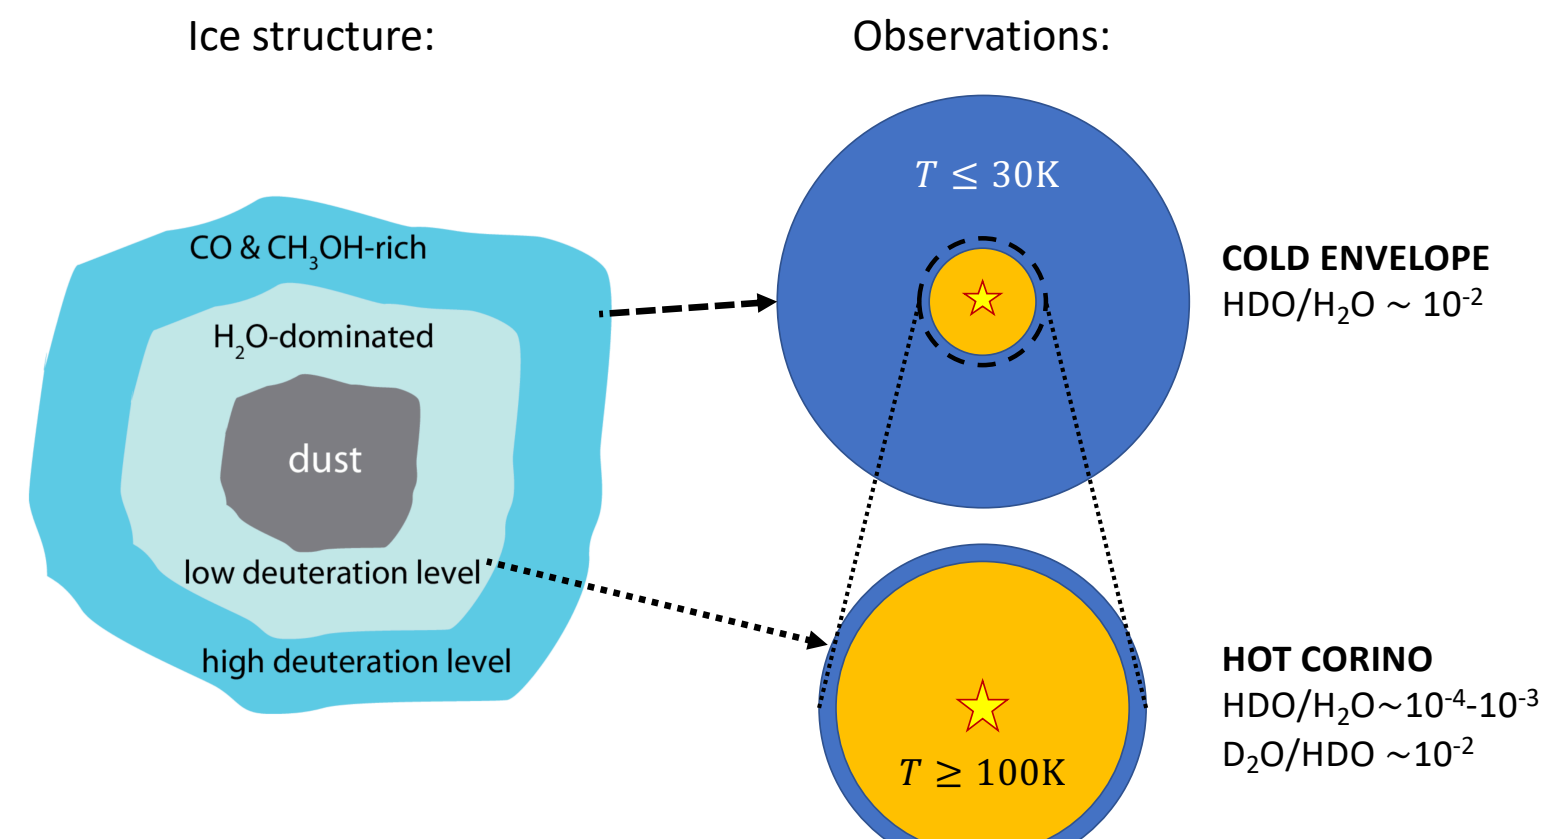 Ice structure:
CO & CH₃OH-rich
H₂O-dominated
dust
low deuteration level
high deuteration level
Observations:
T ≤ 30K
COLD ENVELOPE
HDO/H₂O ~ 10⁻²
T ≥ 100K
HOT CORINO
HDO/H₂O~10⁻⁴-10⁻³
D₂O/HDO ~10⁻²